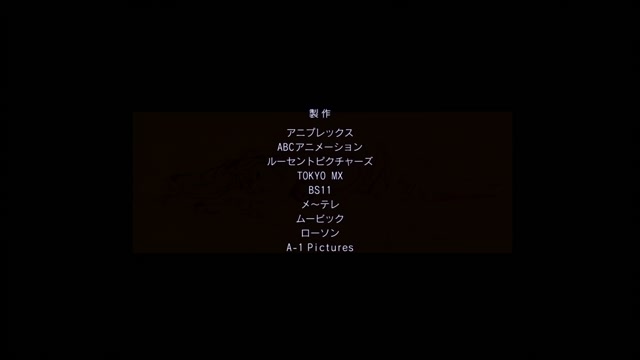 製作
アニプレックス
ABCアニメーション
ルーセントピクチャーズ
TOKYO MX
BS11
メ～テレ
ムービック
ローソン
A-1 Pictures